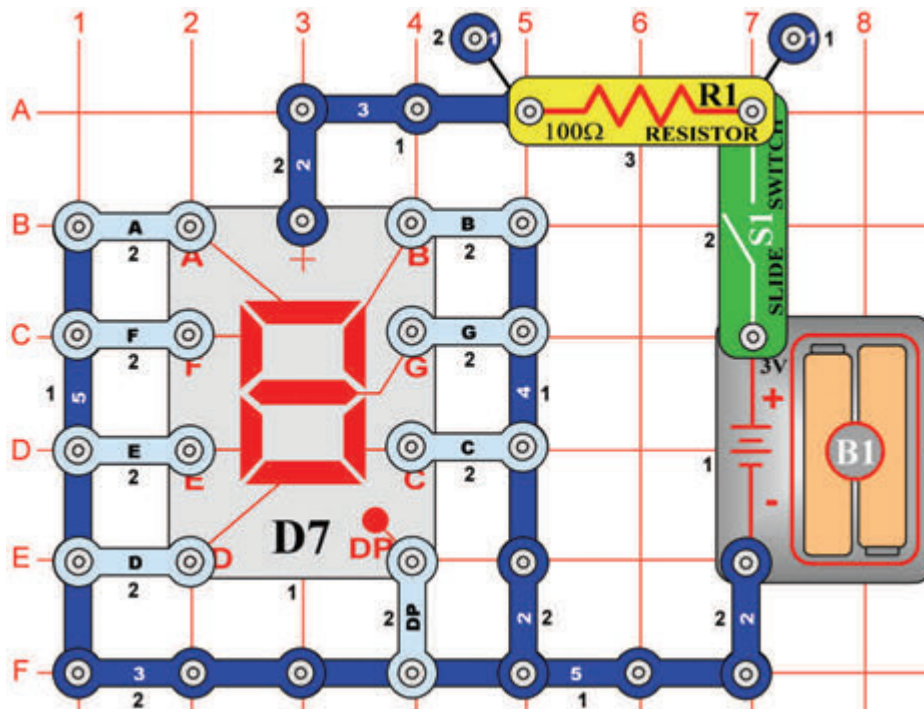 1 2 3 4 5 6 7 8
2 1 1 1
A 3 R1
100Ω RESISTOR
2 2 1 3
SWITCH
B A B
2 A + B 2
2 S1
SLIDE
C F G
2 F G 2
3V
1 5 4 1
+
D E C B1
2 E C 2
1
-
E D D D7 DP
2 1 2 DP 2 2 2 2
F 3 5
2 1